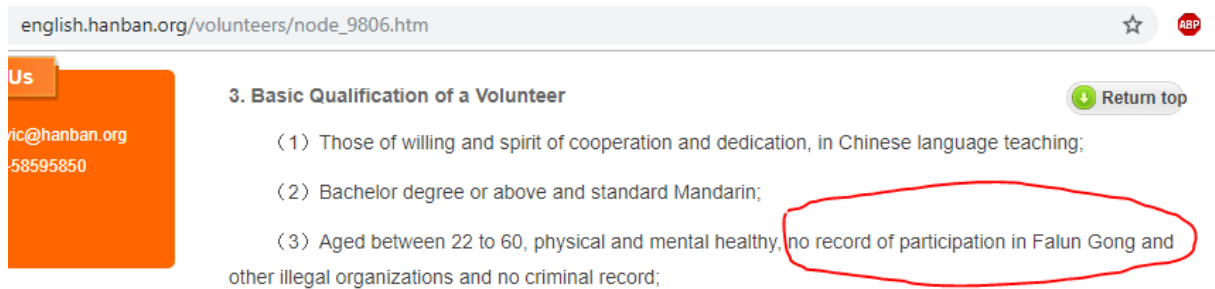 english.hanban.org/volunteers/node_9806.htm
ABP
Us
3. Basic Qualification of a Volunteer
Return top
vic@hanban.org
（1）Those of willing and spirit of cooperation and dedication, in Chinese language teaching;
-58595850
（2）Bachelor degree or above and standard Mandarin;
（3）Aged between 22 to 60, physical and mental healthy, no record of participation in Falun Gong and
other illegal organizations and no criminal record;